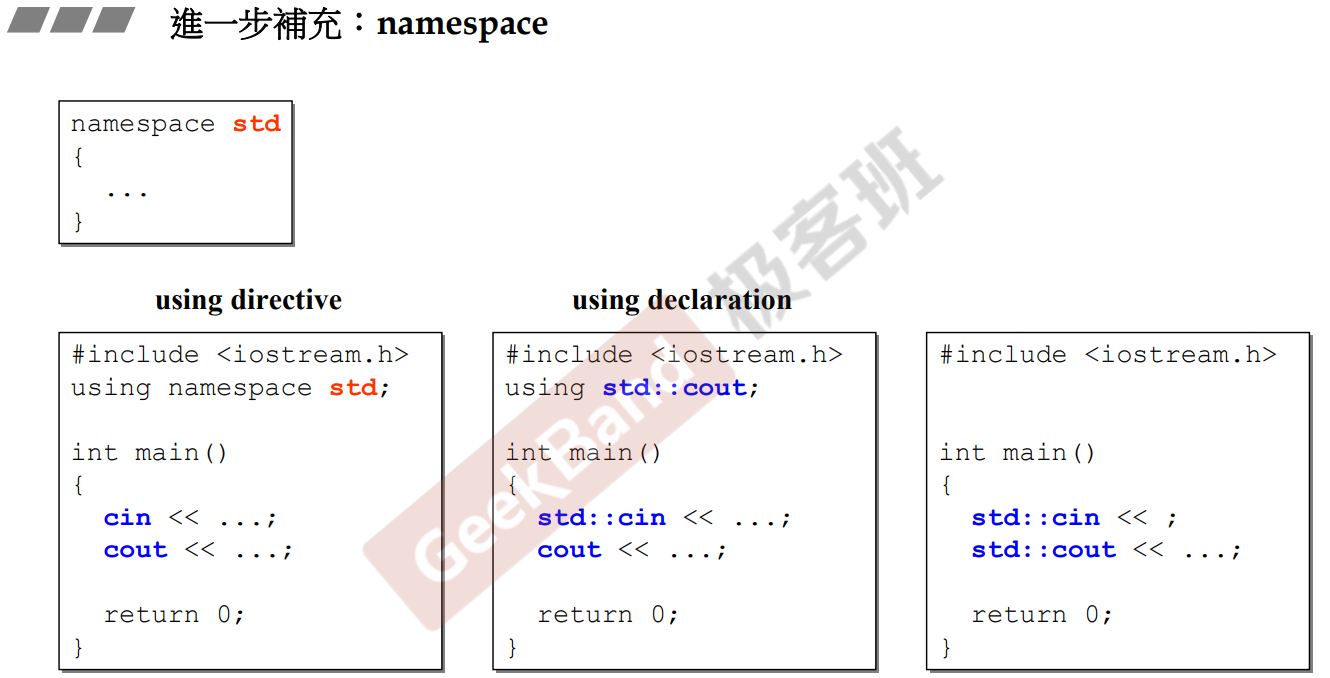 進一步補充：namespace
namespace std
{
...
}
using directive
#include <iostream.h>
using namespace std;
int main()
{
cin << ...;
cout << ...;
return 0;
}
using declaration
#include <iostream.h>
using std::cout;
int main()
{
std::cin << ...;
cout << ...;
return 0;
}
#include <iostream.h>
int main()
{
std::cin << ;
std::cout << ...;
return 0;
}
GeekBand 极客班